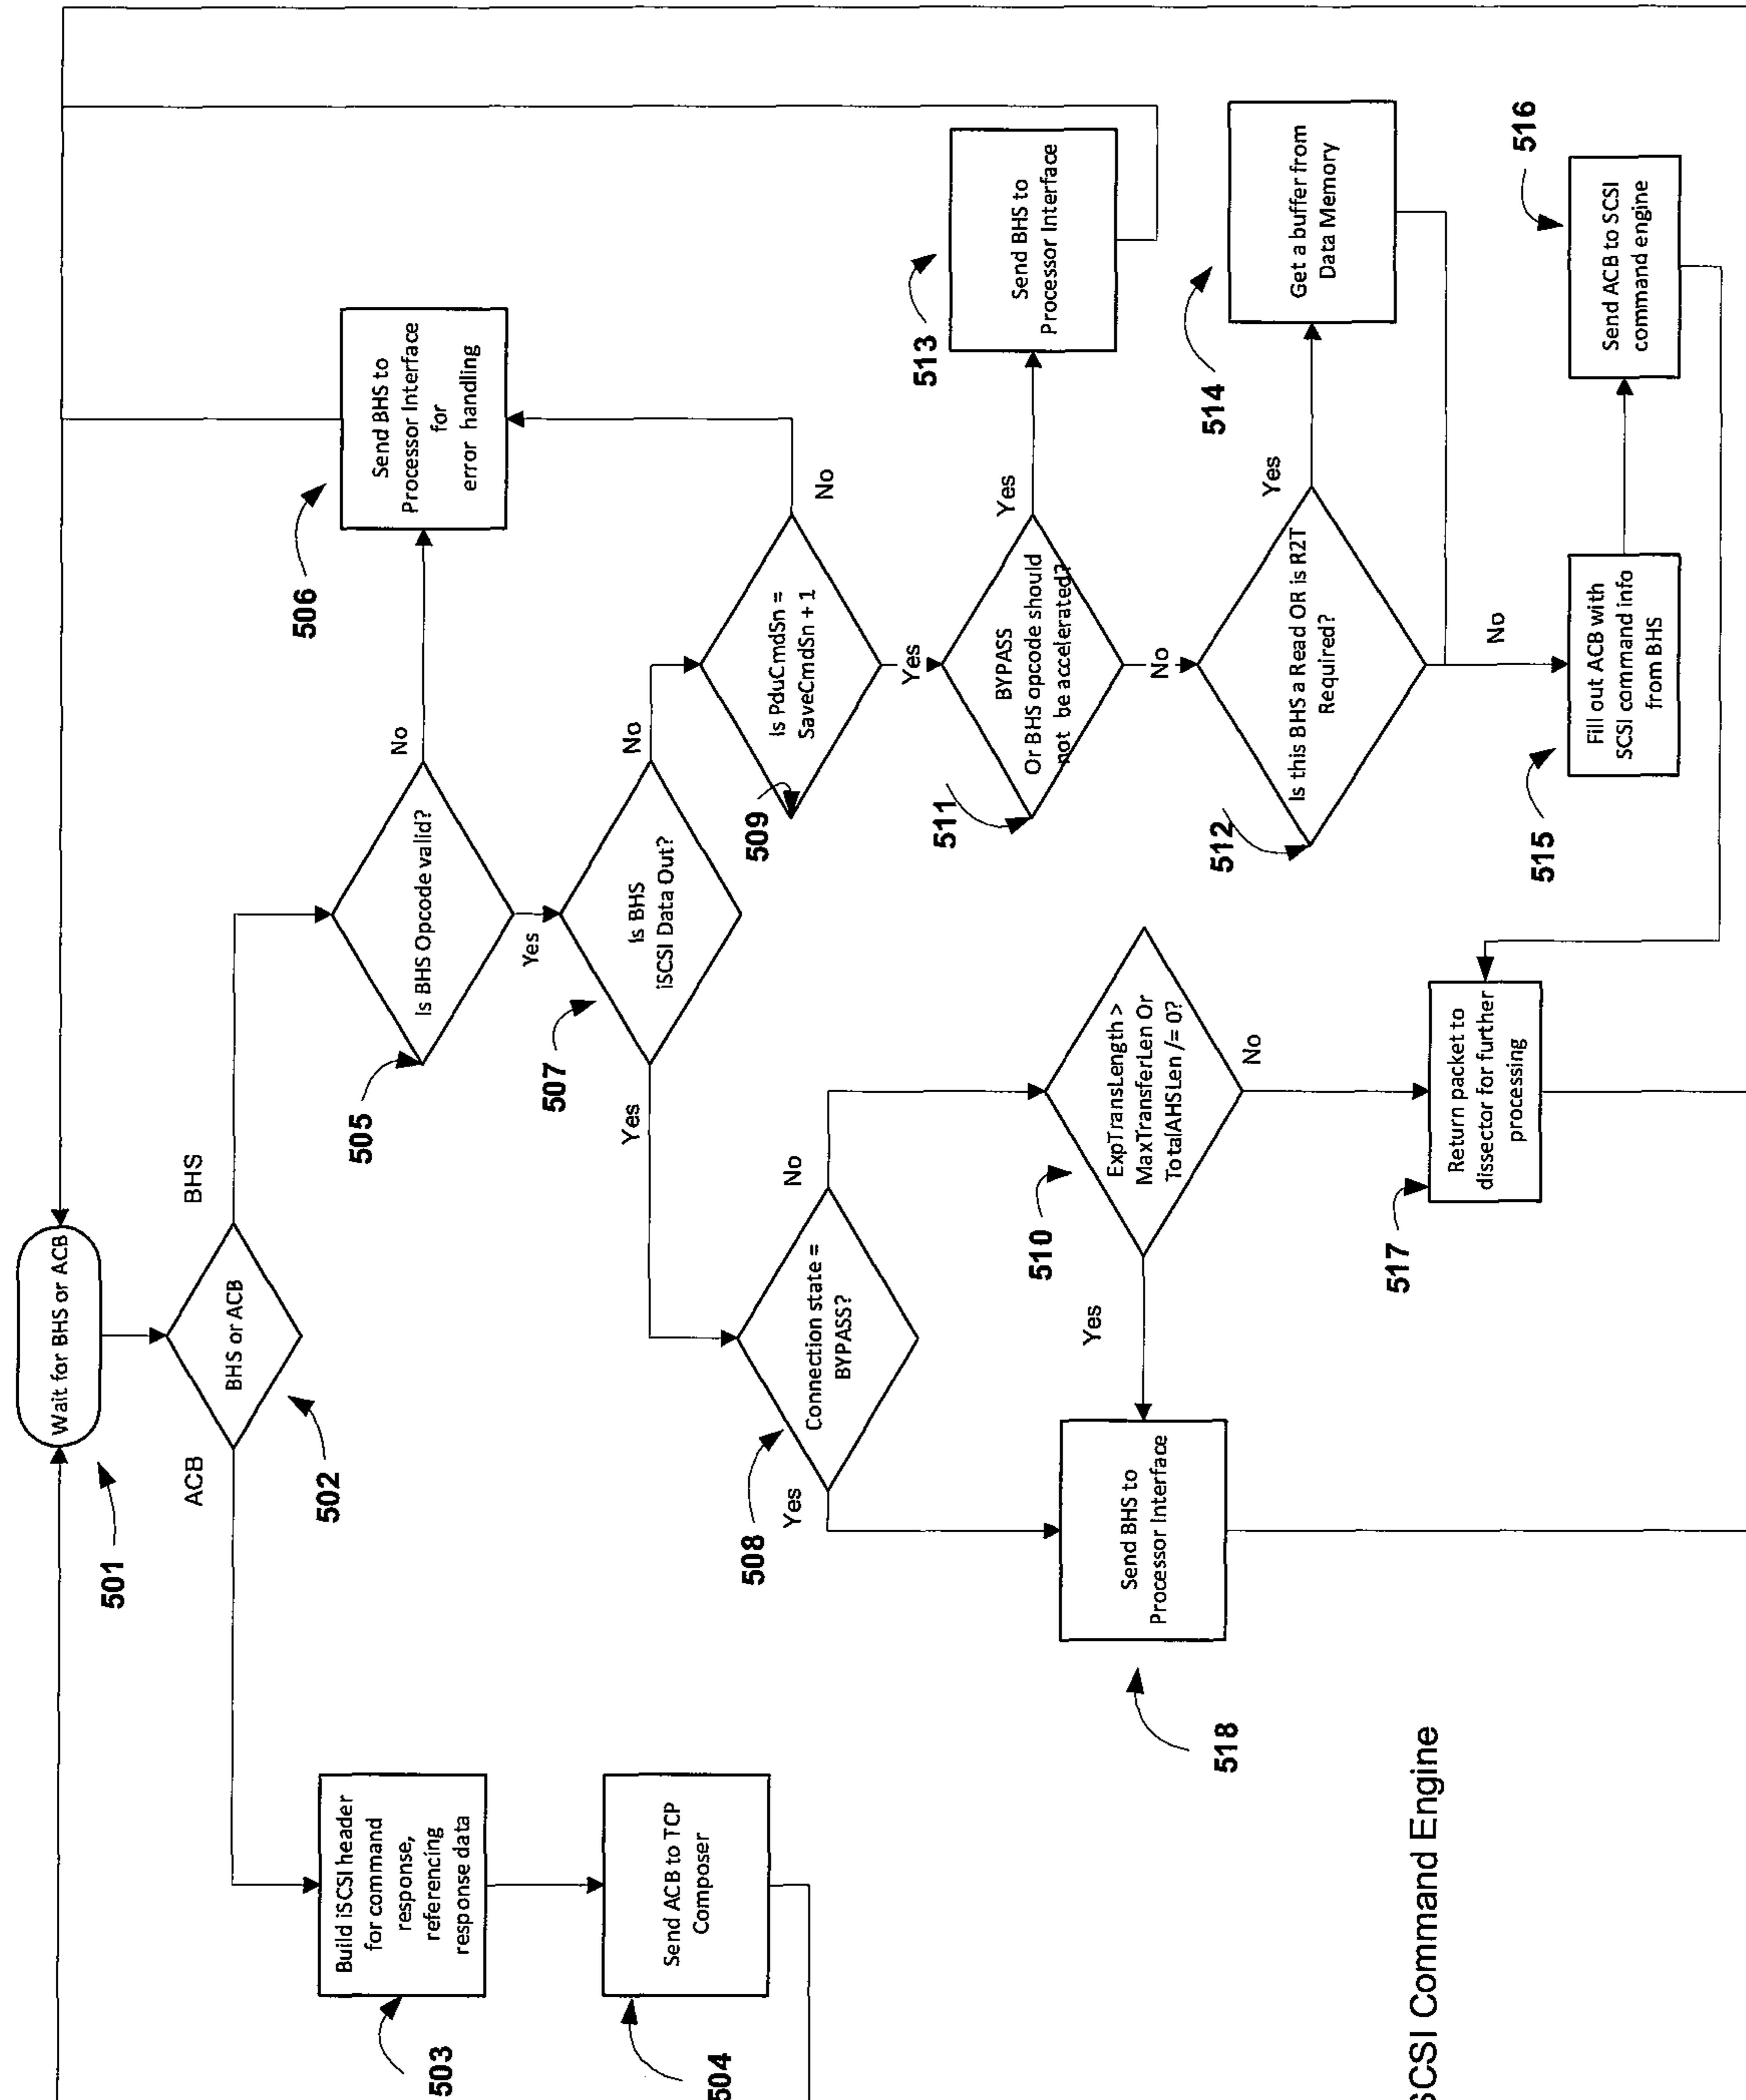 Wait for BHS or ACB
501
BHS or ACB
502
ACB
BHS
Build iSCSI header
for command
response,
referencing
response data
503
Send ACB to TCP
Composer
504
Is BHS Opcode valid?
505
No
Yes
Send BHS to
Processor Interface
for
error handling
506
Is BHS
iSCSI Data Out?
507
Yes
No
Connection state =
BYPASS?
508
Yes
No
Is PduCmdSn =
SaveCmdSn + 1
509
No
Yes
ExpTransLength >
MaxTransferLen Or
TotalAHSLen /= 0?
510
Yes
No
BYPASS
Or BHS opcode should
not be accelerated?
511
Yes
No
Send BHS to
Processor Interface
513
Is this BHS a Read OR is R2T
Required?
512
Yes
No
Get a buffer from
Data Memory
514
Fill out ACB with
SCSI command info
from BHS
515
Send ACB to SCSI
command engine
516
Return packet to
dissector for further
processing
517
Send BHS to
Processor Interface
518
SCSI Command Engine